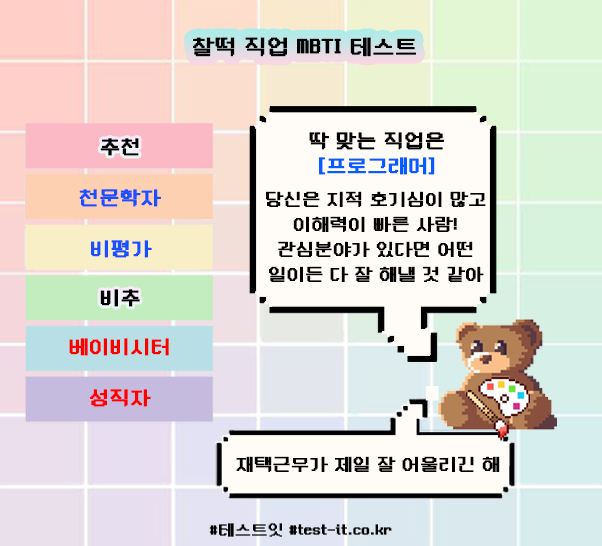 찰떡 직업 MBTI 테스트
추천
천문학자
비평가
비추
베이비시터
성직자
딱 맞는 직업은
[프로그래머]
당신은 지적 호기심이 많고
이해력이 빠른 사람!
관심분야가 있다면 어떤
일이든 다 잘 해낼 것 같아
재택근무가 제일 잘 어울리긴 해
#테스트잇 #test-it.co.kr